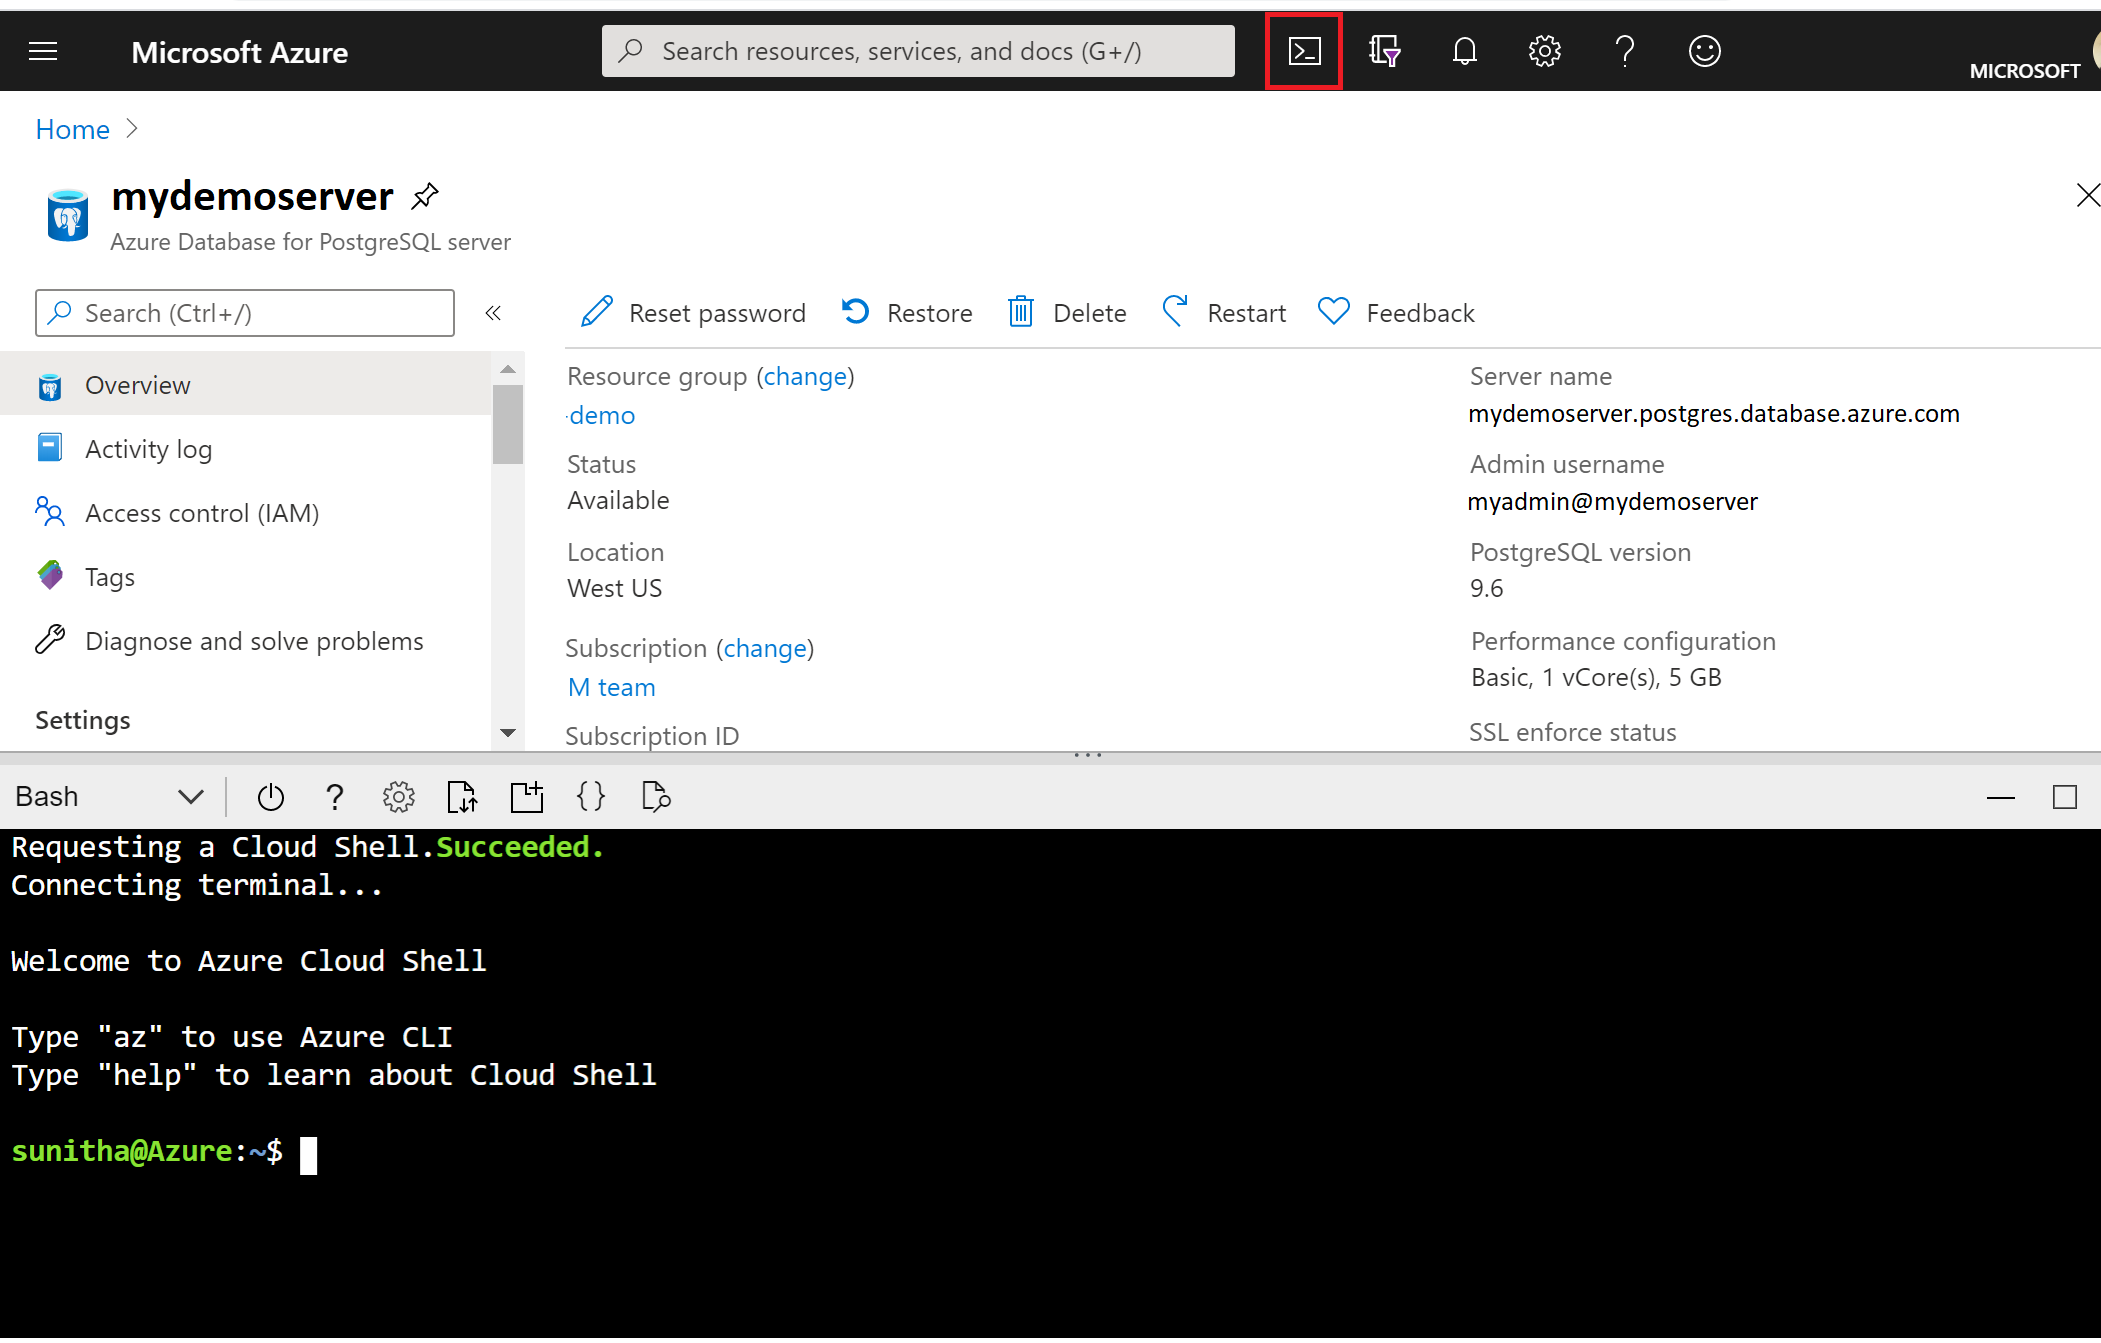 Microsoft Azure
Search resources, services, and docs (G+/)
MICROSOFT
Home
mydemoserver
Azure Database for PostgreSQL server
Search (Ctrl+/)
Reset password
Restore
Delete
Restart
Feedback
Overview
Activity log
Access control (IAM)
Tags
Diagnose and solve problems
Settings
Resource group (change)
-demo
Status
Available
Location
West US
Subscription (change)
M team
Subscription ID
Server name
mydemoserver.postgres.database.azure.com
Admin username
myadmin@mydemoserver
PostgreSQL version
9.6
Performance configuration
Basic, 1 vCore(s), 5 GB
SSL enforce status
Bash
Requesting a Cloud Shell.Succeeded.
Connecting terminal...
Welcome to Azure Cloud Shell
Type "az" to use Azure CLI
Type "help" to learn about Cloud Shell
sunitha@Azure:~$